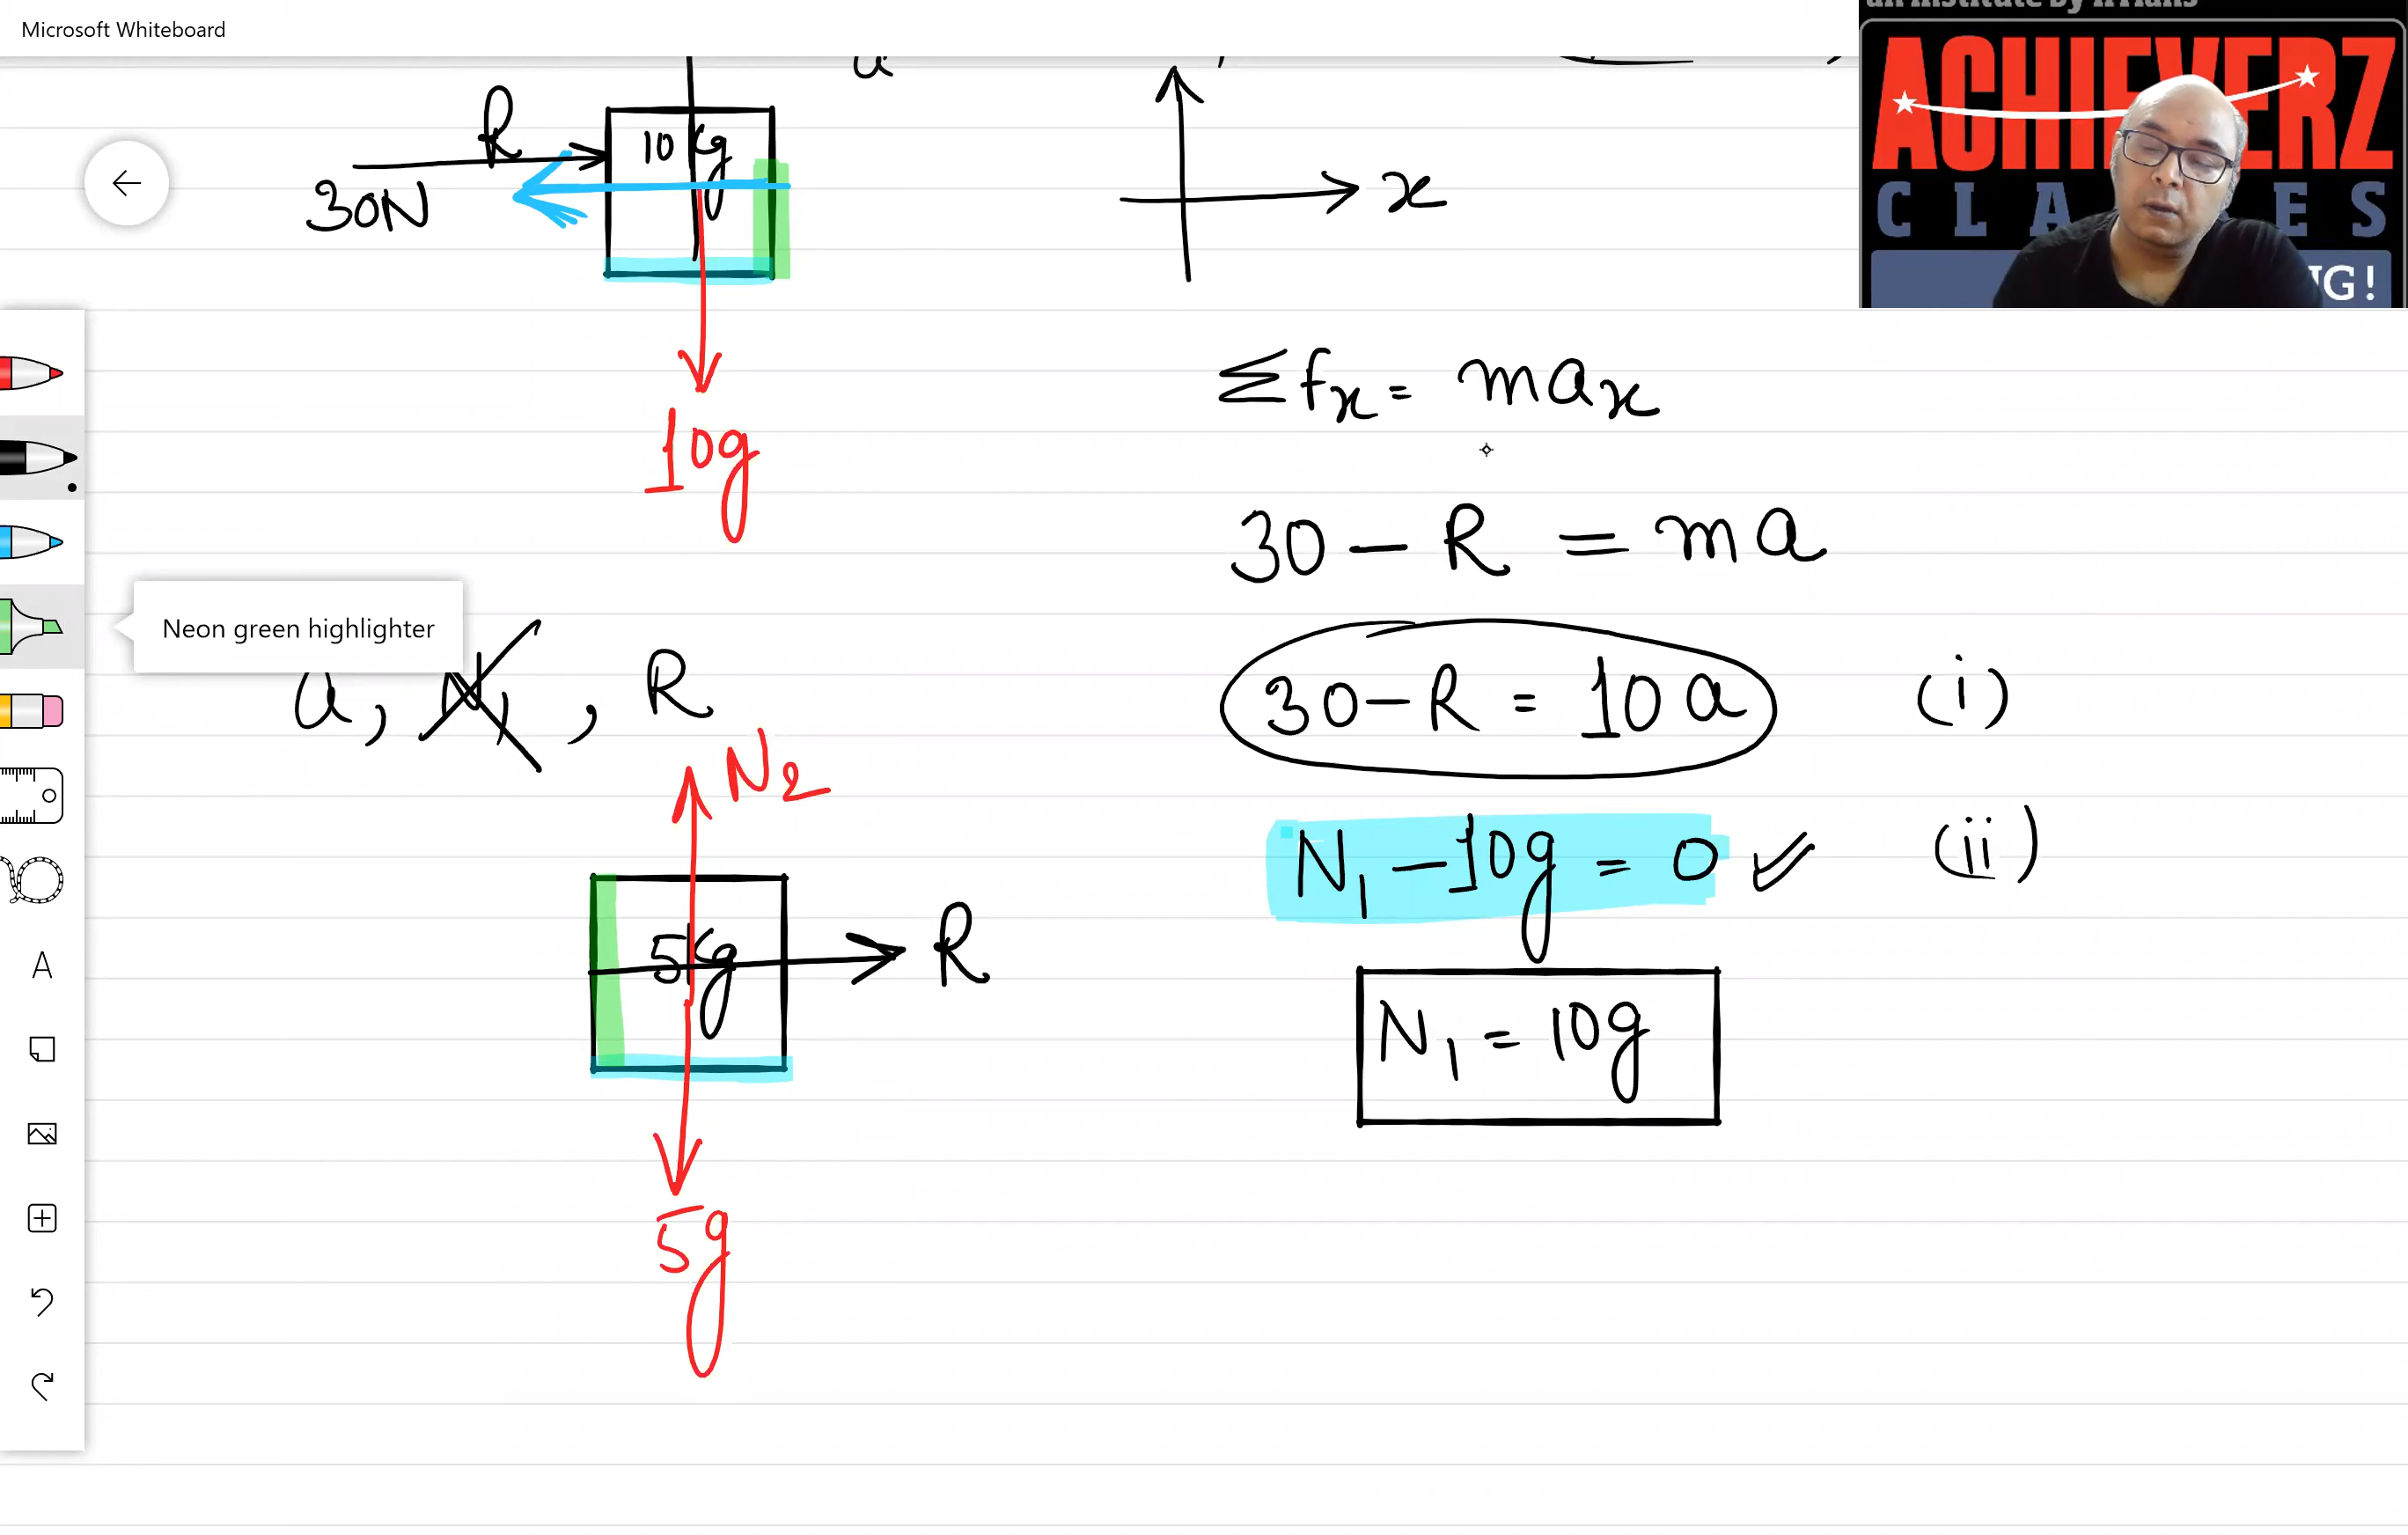 Microsoft Whiteboard
ACHIEVERZ
R
10 Kg
30N
x
10g
Σfx = max
30 - R = ma
Neon green highlighter
a, N1, R
30 - R = 10a (i)
N2
N1 - 10g = 0 (ii)
5Kg
R
N1 = 10g
5g
A